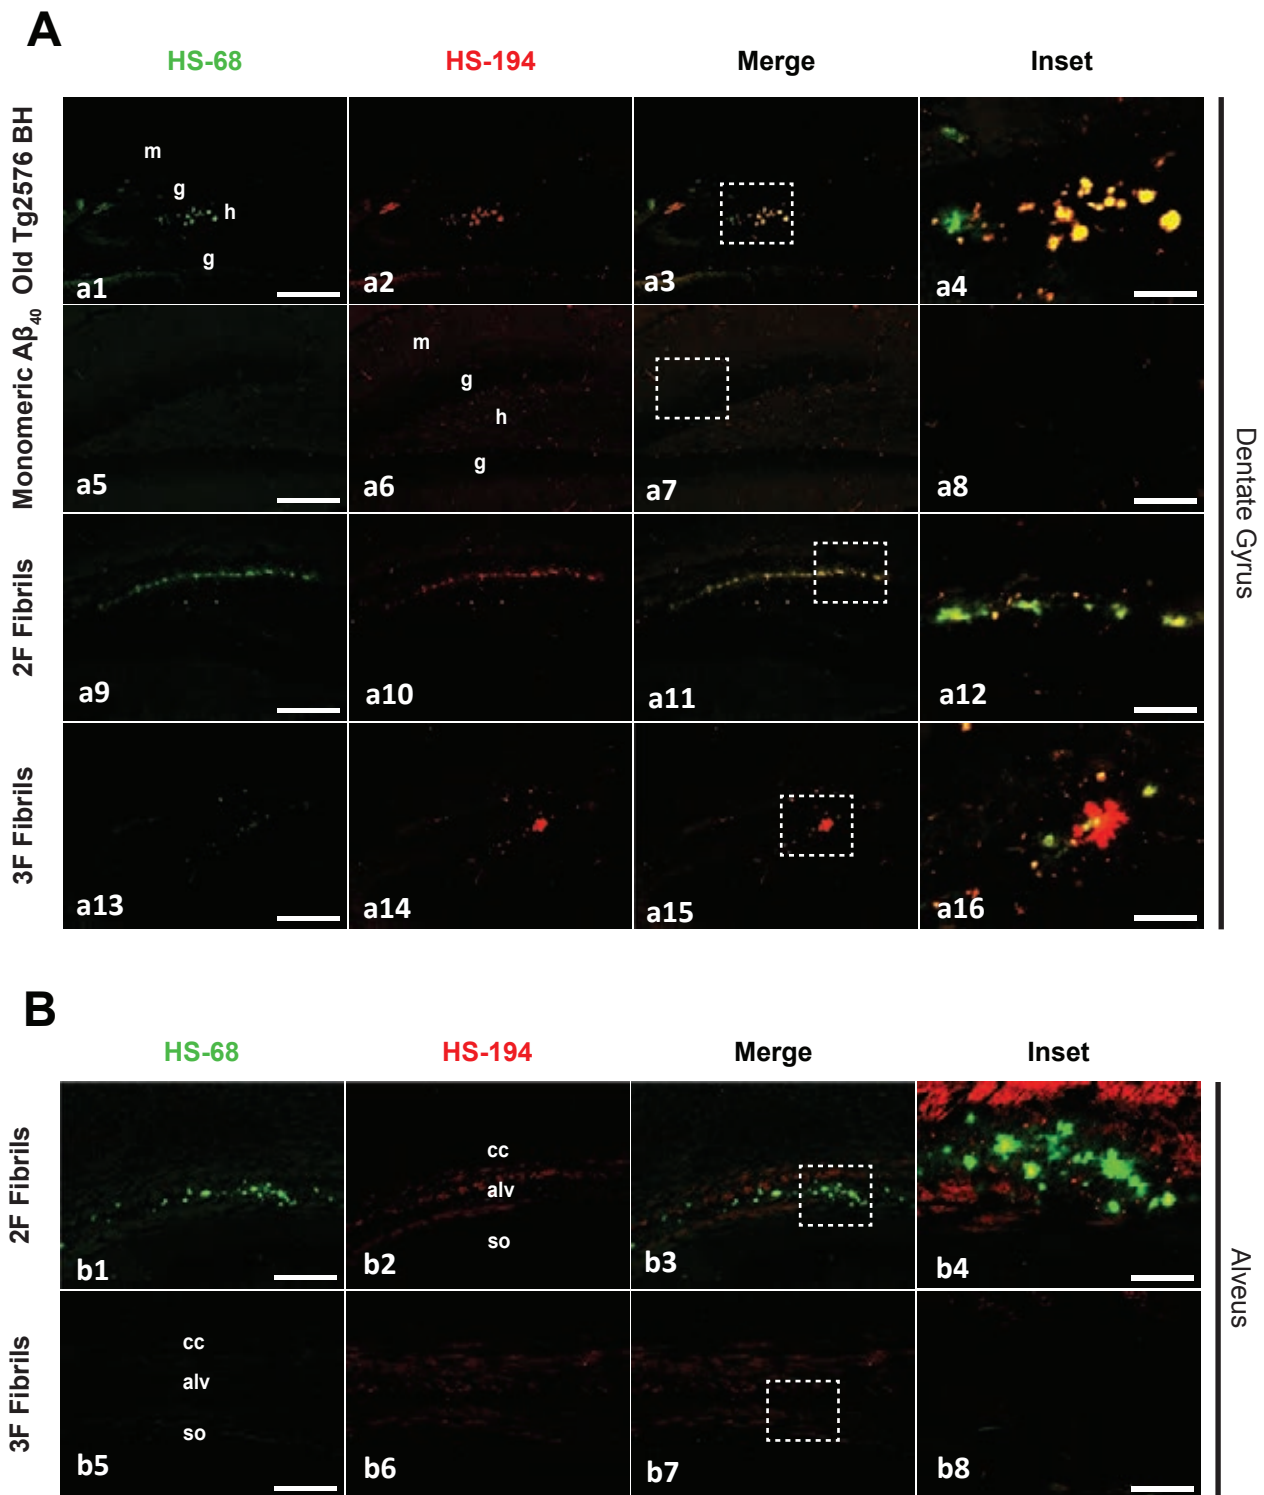 A
HS-68 HS-194 Merge Inset
Old Tg2576 BH
m
g
h
g
a1 a2 a3 a4
Monomeric Aβ40
m
g
h
g
a5 a6 a7 a8
2F Fibrils
a9 a10 a11 a12
3F Fibrils
a13 a14 a15 a16
Dentate Gyrus
B
HS-68 HS-194 Merge Inset
2F Fibrils
cc
alv
so
b1 b2 b3 b4
3F Fibrils
cc
alv
so
b5 b6 b7 b8
Alveus